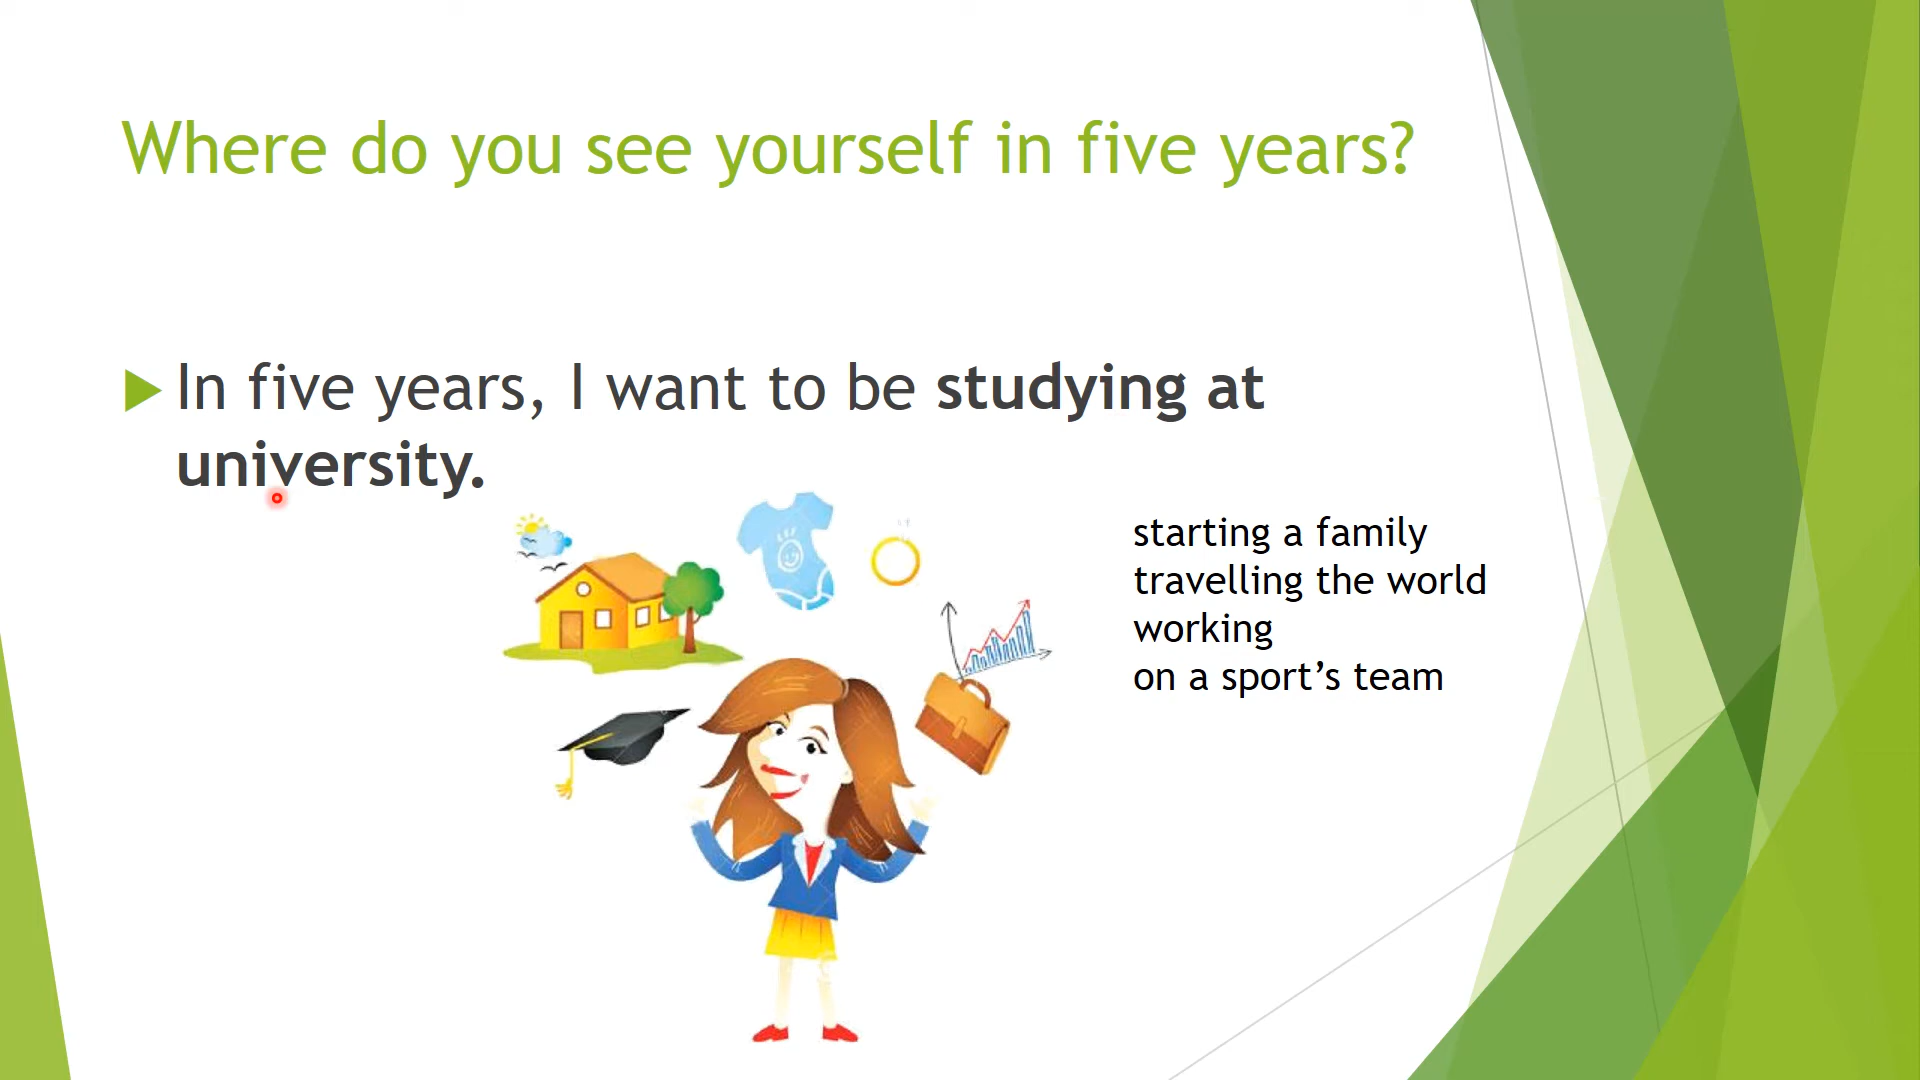 Where do you see yourself in five years?
In five years, I want to be studying at
university.
starting a family
travelling the world
working
on a sport’s team